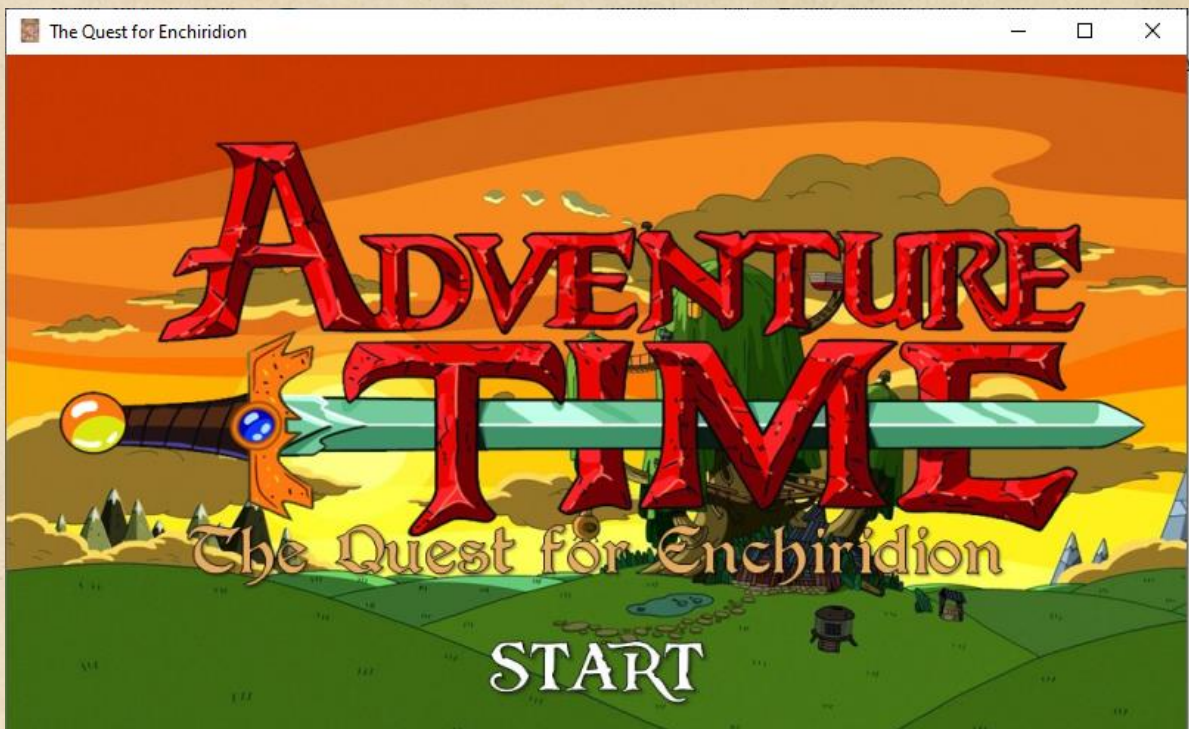 The Quest for Enchiridion
ADVENTURE
TIME
The Quest for Enchiridion
START